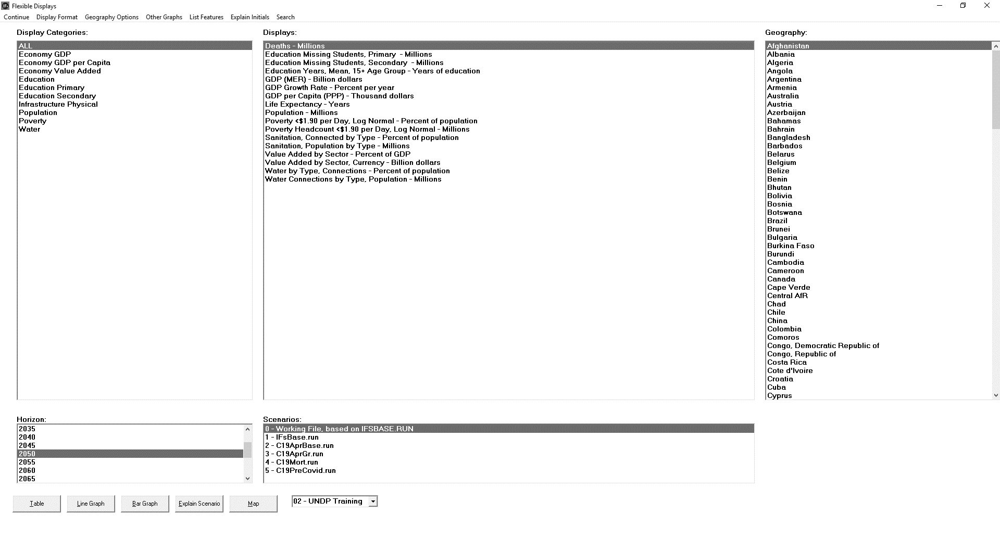 IFs Flexible Displays
Continue Display Format Geography Options Other Graphs List Features Explain Initials Search
Display Categories:
ALL
Economy GDP
Economy GDP per Capita
Economy Value Added
Education
Education Primary
Education Secondary
Infrastructure Physical
Population
Poverty
Water
Displays:
Deaths - Millions
Education Missing Students, Primary - Millions
Education Missing Students, Secondary - Millions
Education Years, Mean, 15+ Age Group - Years of education
GDP (MER) - Billion dollars
GDP Growth Rate - Percent per year
GDP per Capita (PPP) - Thousand dollars
Life Expectancy - Years
Population - Millions
Poverty <$1.90 per Day, Log Normal - Percent of population
Poverty Headcount <$1.90 per Day, Log Normal - Millions
Sanitation, Connected by Type - Percent of population
Sanitation, Population by Type - Millions
Value Added by Sector - Percent of GDP
Value Added by Sector, Currency - Billion dollars
Water by Type, Connections - Percent of population
Water Connections by Type, Population - Millions
Geography:
Afghanistan
Albania
Algeria
Angola
Argentina
Armenia
Australia
Austria
Azerbaijan
Bahamas
Bahrain
Bangladesh
Barbados
Belarus
Belgium
Belize
Benin
Bhutan
Bolivia
Bosnia
Botswana
Brazil
Brunei
Bulgaria
Burkina Faso
Burundi
Cambodia
Cameroon
Canada
Cape Verde
Central AfR
Chad
Chile
China
Colombia
Comoros
Congo, Democratic Republic of
Congo, Republic of
Costa Rica
Cote d'Ivoire
Croatia
Cuba
Cyprus
Horizon:
2035
2040
2045
2050
2055
2060
2065
Scenarios:
0 - Working File, based on IFSBASE.RUN
1 - IFsBase.run
2 - C19AprBase.run
3 - C19AprGr.run
4 - C19Mort.run
5 - C19PreCovid.run
Table Line Graph Bar Graph Explain Scenario Map 02 - UNDP Training